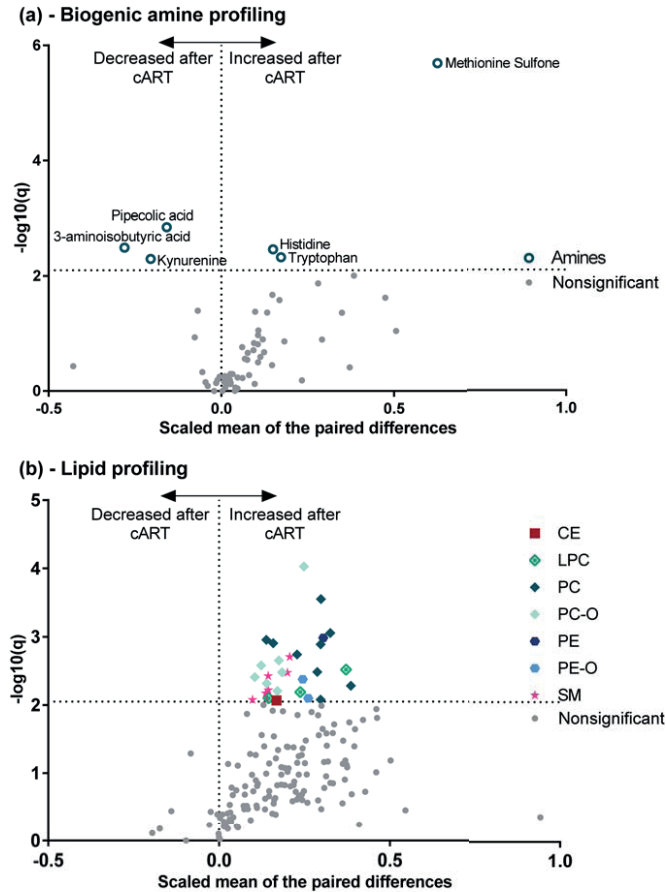 (a) - Biogenic amine profiling
6
Decreased after
cART
Increased after
cART
Methionine Sulfone
4
-log10(q)
Pipecolic acid
3-aminoisobutyric acid
Kynurenine
Histidine
Tryptophan
Amines
2
Nonsignificant
0
-0.5
0.0
0.5
1.0
Scaled mean of the paired differences
(b) - Lipid profiling
5
Decreased after
cART
Increased after
cART
CE
LPC
PC
PC-O
PE
PE-O
SM
Nonsignificant
4
3
-log10(q)
2
1
0
-0.5
0.0
0.5
1.0
Scaled mean of the paired differences